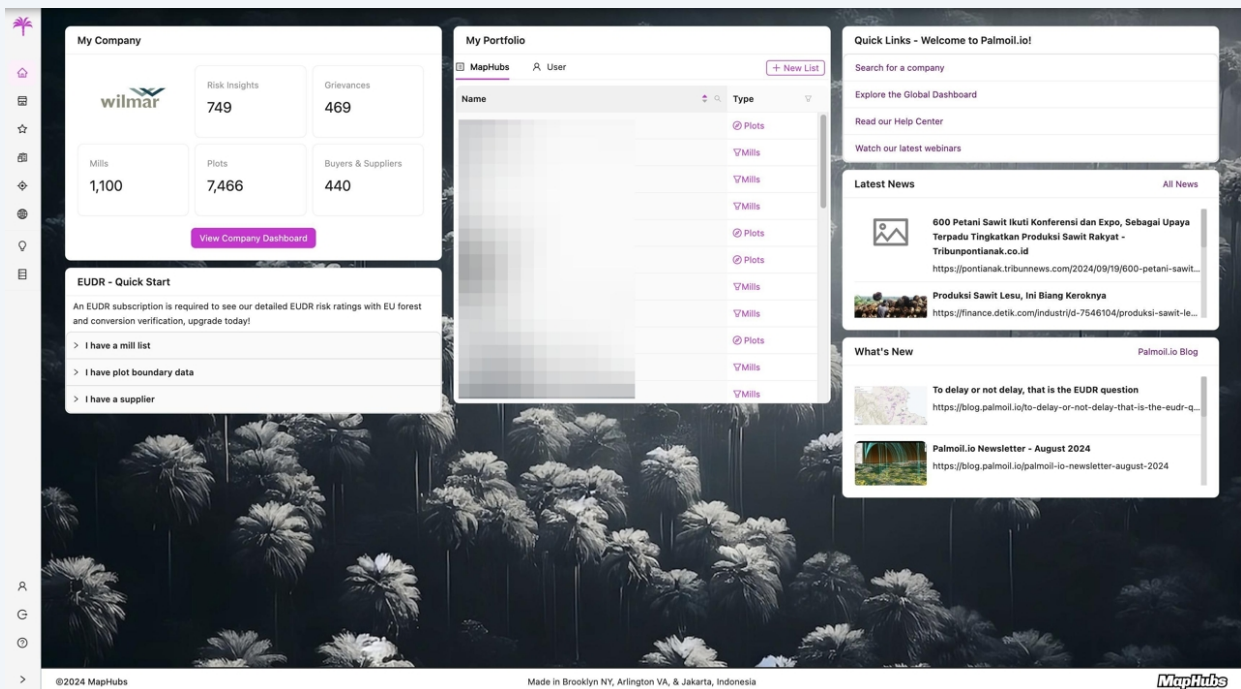 My Company
wilmar
Risk Insights
749
Grievances
469
Mills
1,100
Plots
7,466
Buyers & Suppliers
440
View Company Dashboard
EUDR - Quick Start
An EUDR subscription is required to see our detailed EUDR risk ratings with EU forest
and conversion verification, upgrade today!
I have a mill list
I have plot boundary data
I have a supplier
My Portfolio
MapHubs
User
+ New List
Name
Type
Plots
Mills
Mills
Mills
Plots
Plots
Mills
Mills
Plots
Mills
Mills
Quick Links - Welcome to Palmoil.io!
Search for a company
Explore the Global Dashboard
Read our Help Center
Watch our latest webinars
Latest News
All News
600 Petani Sawit Ikuti Konferensi dan Expo, Sebagai Upaya
Terpadu Tingkatkan Produksi Sawit Rakyat -
Tribunpontianak.co.id
https://pontianak.tribunnews.com/2024/09/19/600-petani-sawit...
Produksi Sawit Lesu, Ini Biang Keroknya
https://finance.detik.com/industri/d-7546104/produksi-sawit-le...
What's New
Palmoil.io Blog
To delay or not delay, that is the EUDR question
https://blog.palmoil.io/to-delay-or-not-delay-that-is-the-eudr-q...
Palmoil.io Newsletter - August 2024
https://blog.palmoil.io/palmoil-io-newsletter-august-2024
©2024 MapHubs
Made in Brooklyn NY, Arlington VA, & Jakarta, Indonesia
MapHubs